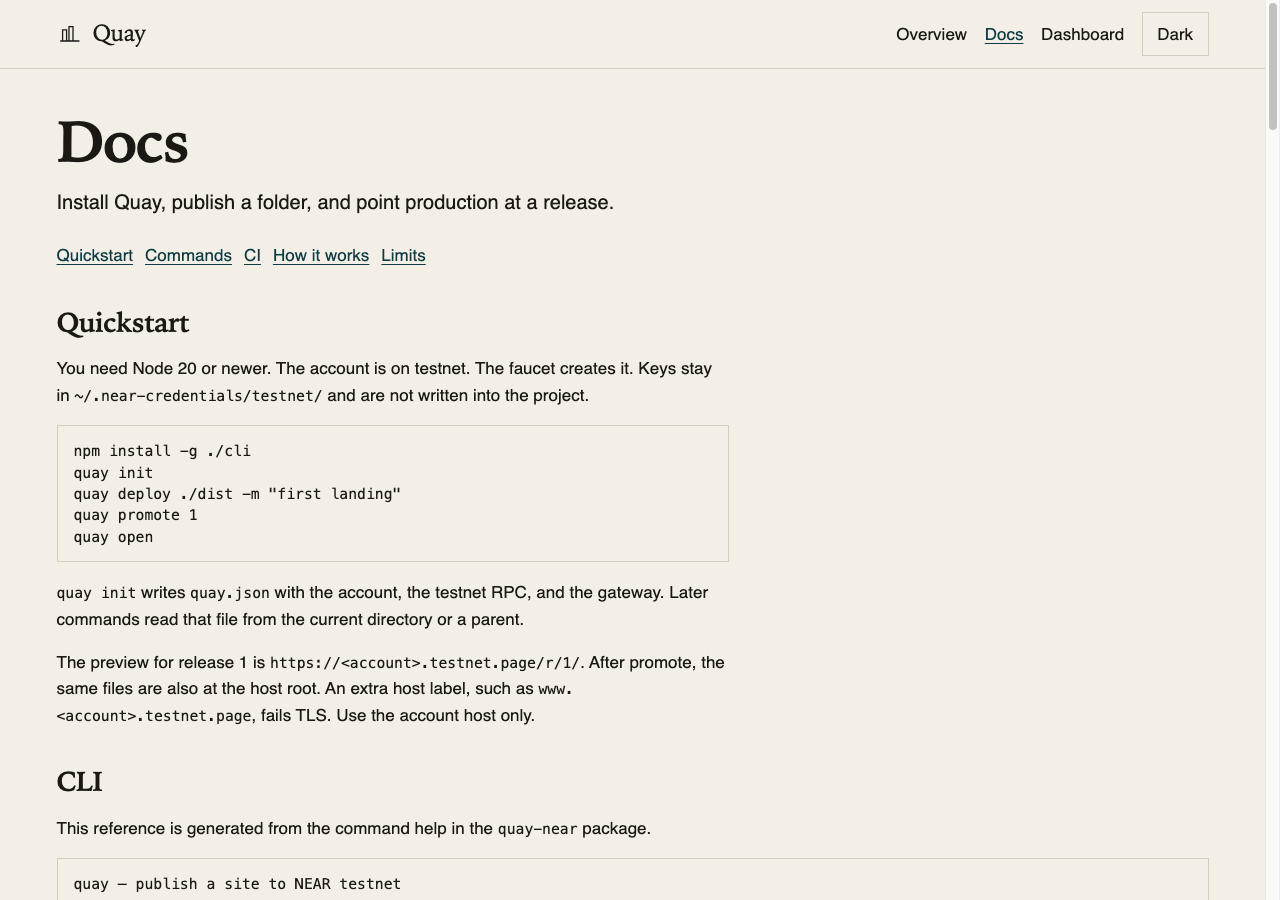 Quay
Overview Docs Dashboard Dark
Docs
Install Quay, publish a folder, and point production at a release.
Quickstart Commands CI How it works Limits
Quickstart
You need Node 20 or newer. The account is on testnet. The faucet creates it. Keys stay
in ~/.near-credentials/testnet/ and are not written into the project.
npm install -g ./cli
quay init
quay deploy ./dist -m "first landing"
quay promote 1
quay open
quay init writes quay.json with the account, the testnet RPC, and the gateway. Later
commands read that file from the current directory or a parent.
The preview for release 1 is https://<account>.testnet.page/r/1/. After promote, the
same files are also at the host root. An extra host label, such as www.
<account>.testnet.page, fails TLS. Use the account host only.
CLI
This reference is generated from the command help in the quay-near package.
quay — publish a site to NEAR testnet